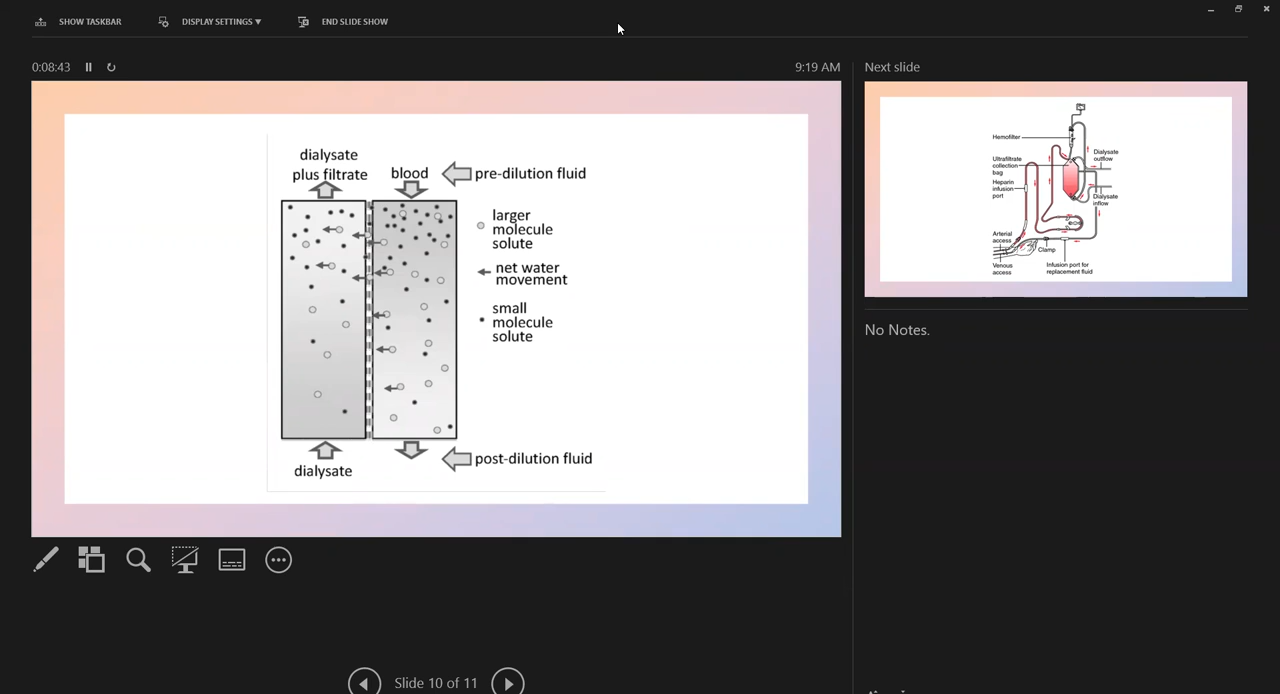 SHOW TASKBAR
DISPLAY SETTINGS ▼
END SLIDE SHOW
0:08:43
9:19 AM
Next slide
dialysate
plus filtrate
blood
pre-dilution fluid
larger
molecule
solute
net water
movement
small
molecule
solute
dialysate
post-dilution fluid
Hemofilter
Ultrafiltrate
collection
bag
Heparin
infusion
port
Arterial
access
Venous
access
Clamp
Infusion port for
replacement fluid
Dialysate
outflow
Dialysate
inflow
No Notes.
Slide 10 of 11